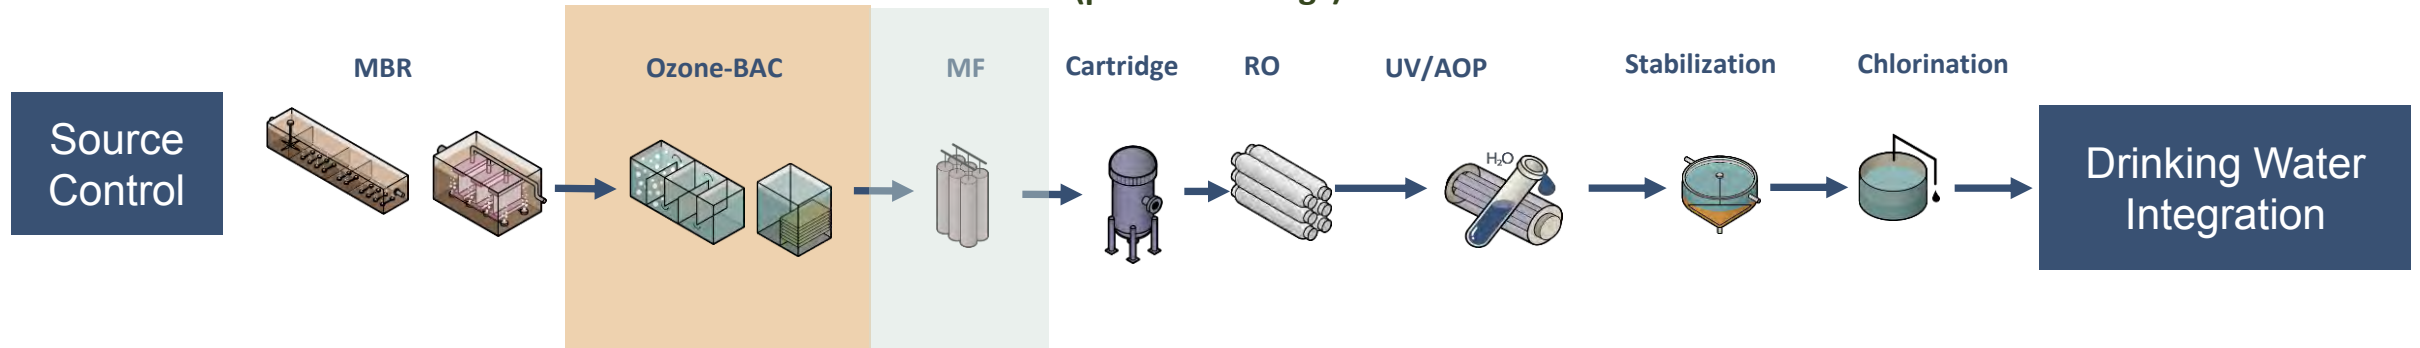 MBR
Ozone-BAC
MF
Cartridge
RO
UV/AOP
Stabilization
Chlorination
Source
Control
H₂O
Drinking Water
Integration